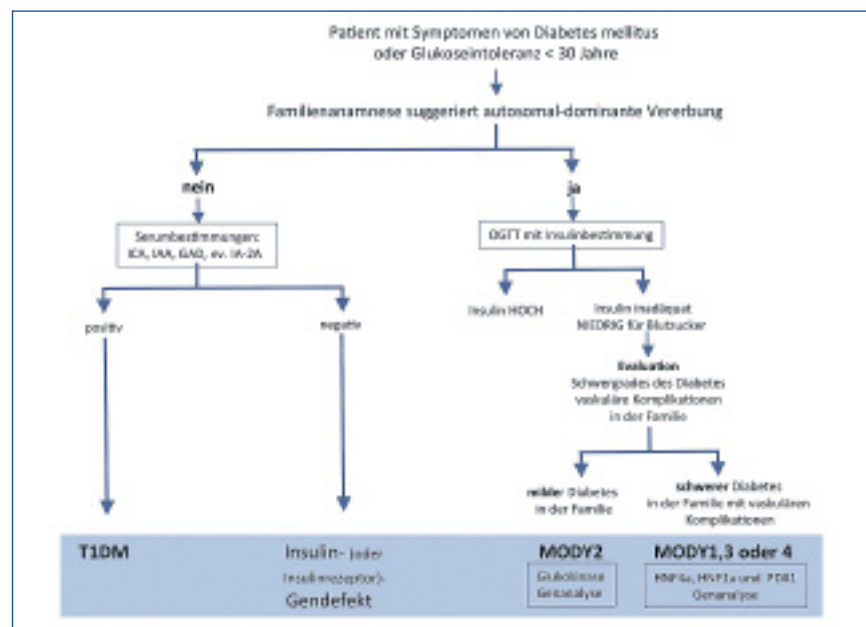 Patient mit Symptomen von Diabetes mellitus
oder Glukoseintoleranz < 30 Jahre
Familienanamnese suggeriert autosomal-dominante Vererbung
nein
ja
Serumbestimmungen:
ICA, IAA, GAD, ev. IA-2A
OGTT mit Insulinbestimmung
positiv
negativ
Insulin HOCH
Insulin inadäquat
NIEDRIG für Blutzucker
Evaluation
Schwergrades des Diabetes
vaskuläre Komplikationen
in der Familie
milder Diabetes
in der Familie
schwerer Diabetes
in der Familie mit vaskulären
Komplikationen
T1DM
Insulin- (oder
Insulinrezeptor)-
Gendefekt
MODY2
Glukokinase
Genanalyse
MODY1,3 oder 4
HNF4a, HNF1a und PDX1
Genanalyse